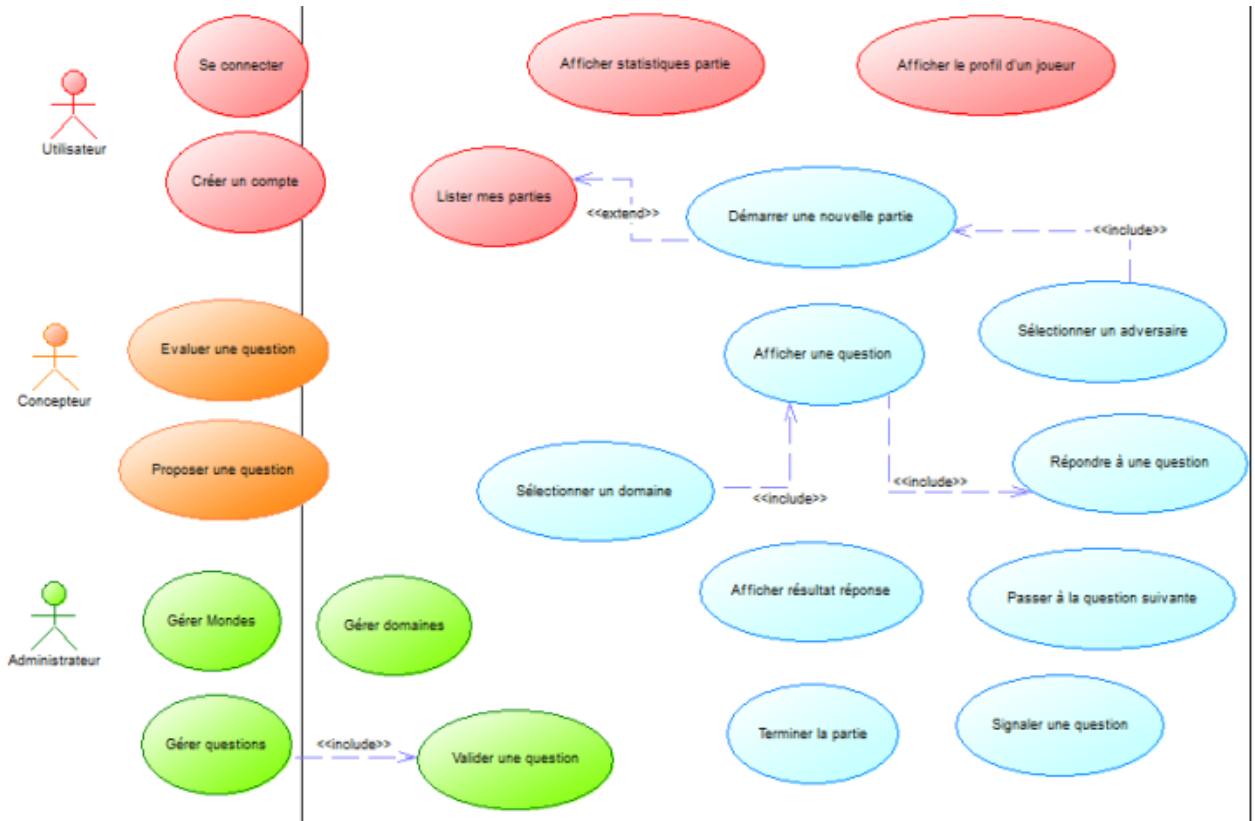 Se connecter
Afficher statistiques partie
Afficher le profil d'un joueur
Utilisateur
Créer un compte
Lister mes parties
<<extend>>
Démarrer une nouvelle partie
<<include>>
Evaluer une question
Afficher une question
Sélectionner un adversaire
Concepteur
Proposer une question
Sélectionner un domaine
<<include>>
<<include>>
Répondre à une question
Gérer Mondes
Gérer domaines
Afficher résultat réponse
Passer à la question suivante
Administrateur
Gérer questions
<<include>>
Valider une question
Terminer la partie
Signaler une question